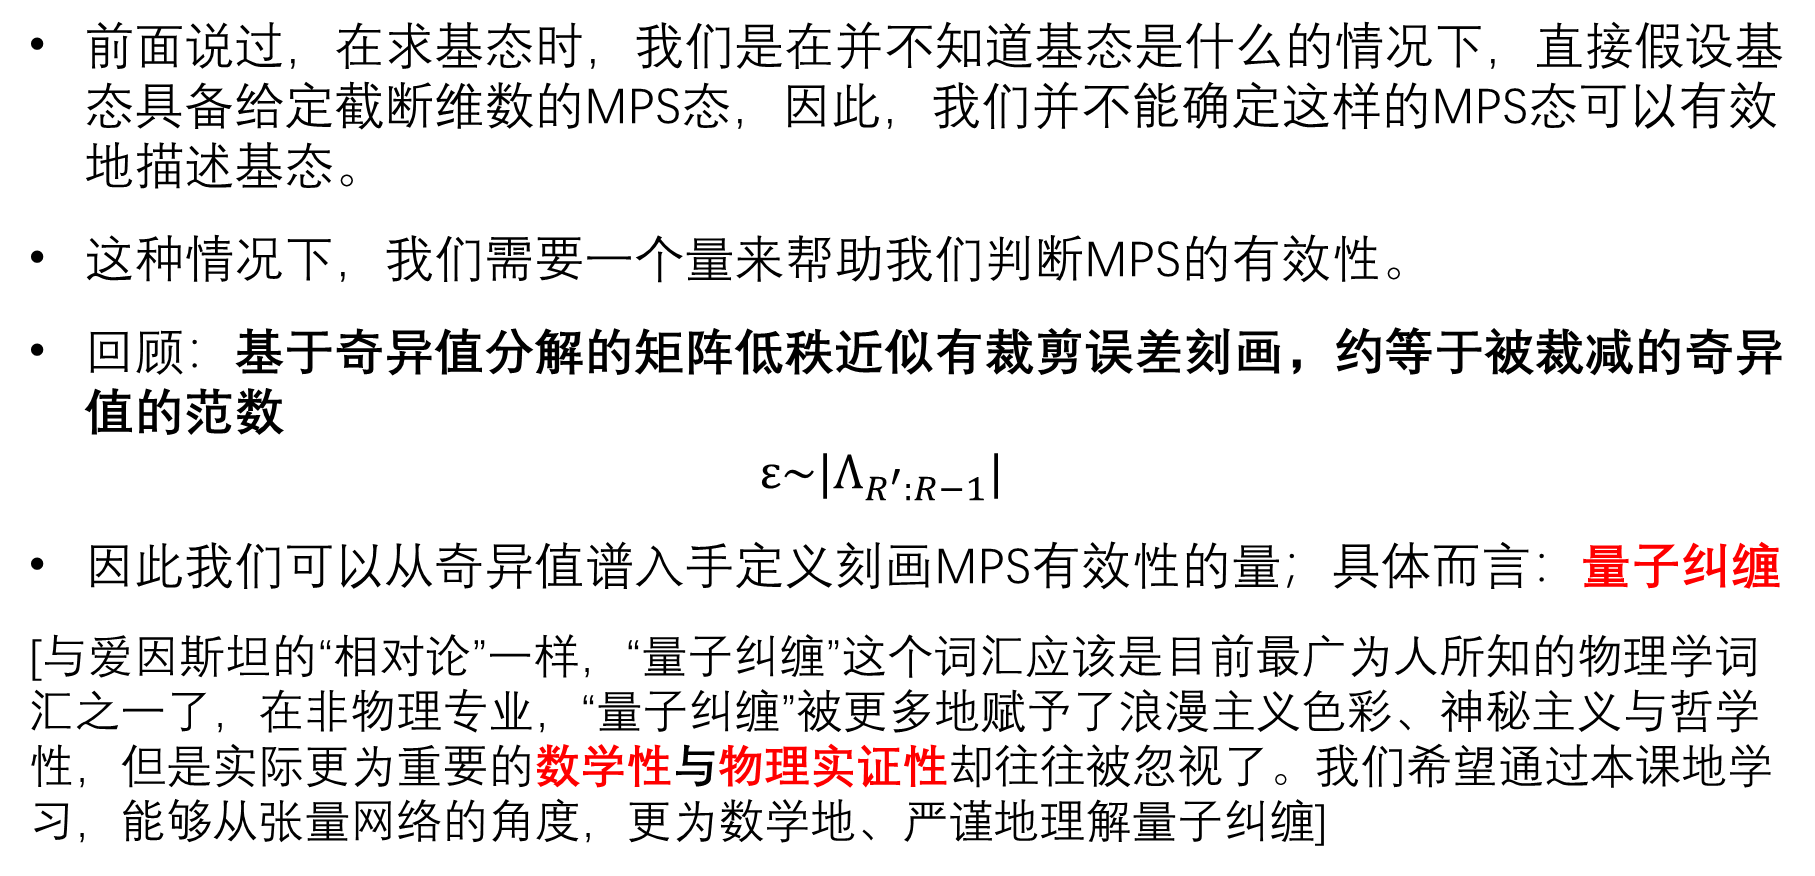 • 前面说过，在求基态时，我们是在并不知道基态是什么的情况下，直接假设基
态具备给定截断维数的MPS态，因此，我们并不能确定这样的MPS态可以有效
地描述基态。
• 这种情况下，我们需要一个量来帮助我们判断MPS的有效性。
• 回顾：基于奇异值分解的矩阵低秩近似有裁剪误差刻画，约等于被裁减的奇异
值的范数
ε~|Λ_{R′:R−1}|
• 因此我们可以从奇异值谱入手定义刻画MPS有效性的量；具体而言：量子纠缠
[与爱因斯坦的“相对论”一样，“量子纠缠”这个词汇应该是目前最广为人所知的物理学词
汇之一了，在非物理专业，“量子纠缠”被更多地赋予了浪漫主义色彩、神秘主义与哲学
性，但是实际更为重要的数学性与物理实证性却往往被忽视了。我们希望通过本课地学
习，能够从张量网络的角度，更为数学地、严谨地理解量子纠缠]